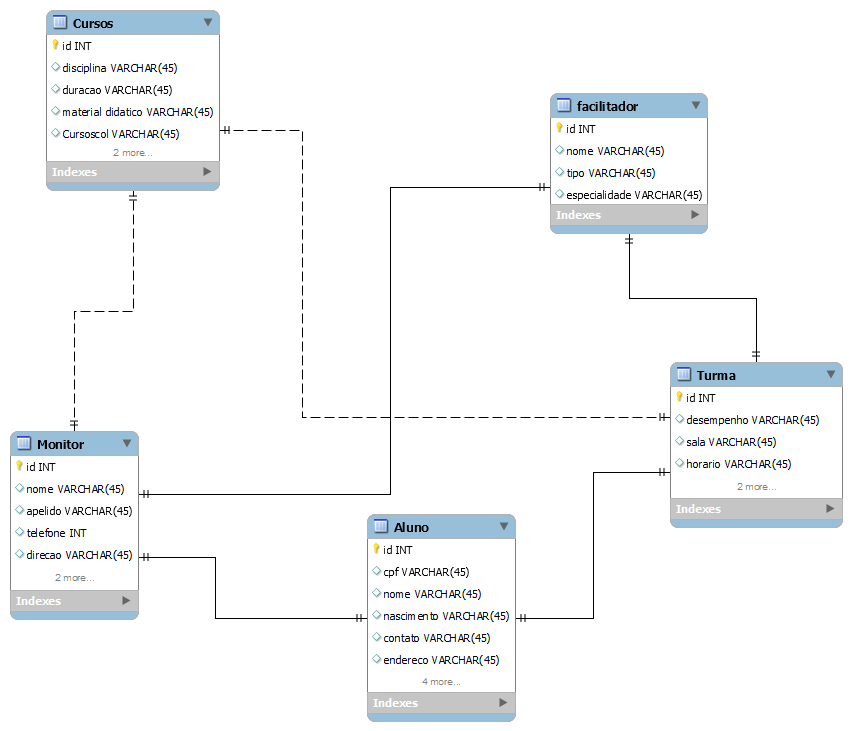 Cursos
id INT
disciplina VARCHAR(45)
duracao VARCHAR(45)
material didatico VARCHAR(45)
Cursoscol VARCHAR(45)
2 more...
Indexes
facilitador
id INT
nome VARCHAR(45)
tipo VARCHAR(45)
especialidade VARCHAR(45)
Indexes
Turma
id INT
desempenho VARCHAR(45)
sala VARCHAR(45)
horario VARCHAR(45)
2 more...
Indexes
Monitor
id INT
nome VARCHAR(45)
apelido VARCHAR(45)
telefone INT
direcao VARCHAR(45)
2 more...
Indexes
Aluno
id INT
cpf VARCHAR(45)
nome VARCHAR(45)
nascimento VARCHAR(45)
contato VARCHAR(45)
endereco VARCHAR(45)
4 more...
Indexes